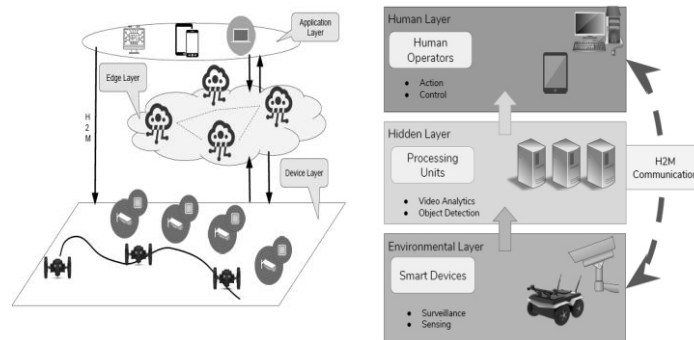 Application
Layer
Edge Layer
H
2
M
Device Layer
Human Layer
Human
Operators
● Action
● Control
Hidden Layer
Processing
Units
● Video Analytics
● Object Detection
H2M
Communication
Environmental Layer
Smart Devices
● Surveillance
● Sensing